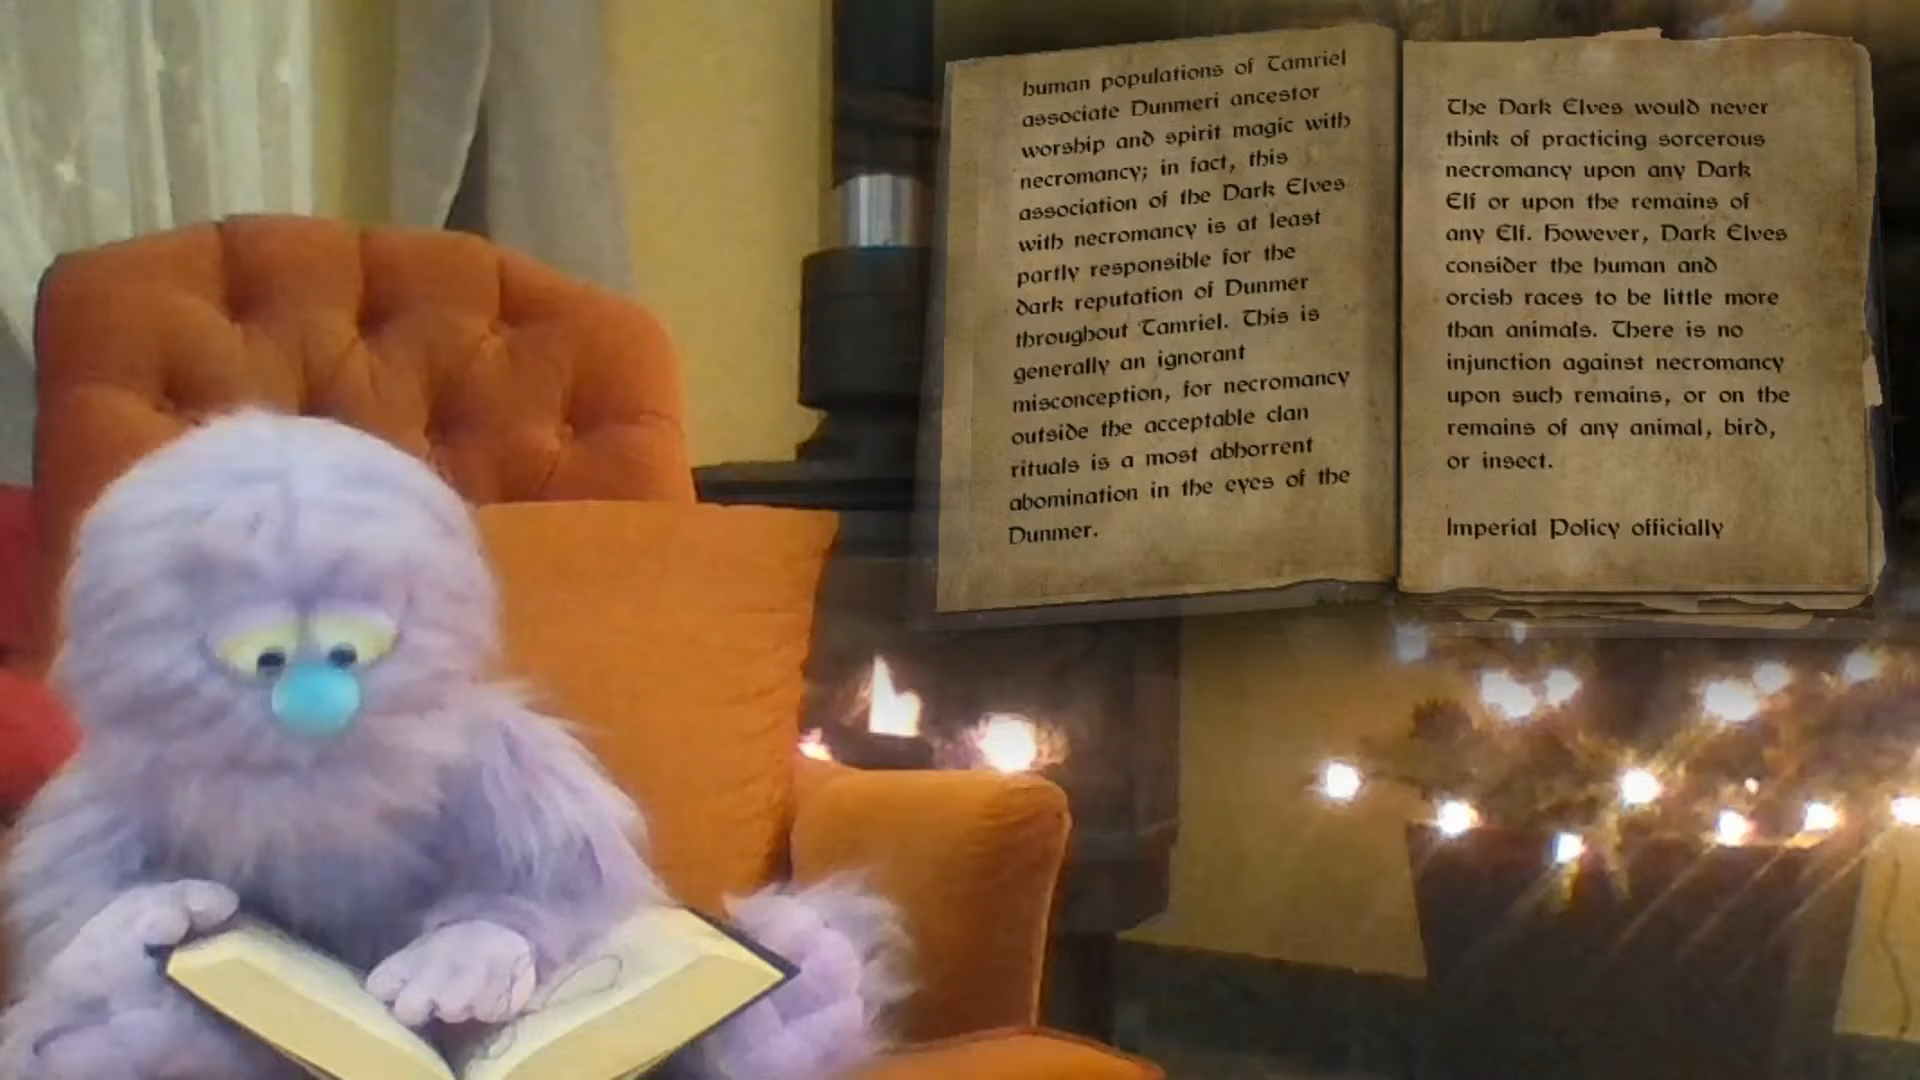 human populations of Tamriel
associate Dunmeri ancestor
worship and spirit magic with
necromancy; in fact, this
association of the Dark Elves
with necromancy is at least
partly responsible for the
dark reputation of Dunmer
throughout Tamriel. This is
generally an ignorant
misconception, for necromancy
outside the acceptable clan
rituals is a most abhorrent
abomination in the eyes of the
Dunmer.
The Dark Elves would never
think of practicing sorcerous
necromancy upon any Dark
Elf or upon the remains of
any Elf. However, Dark Elves
consider the human and
orcish races to be little more
than animals. There is no
injunction against necromancy
upon such remains, or on the
remains of any animal, bird,
or insect.
Imperial Policy officially